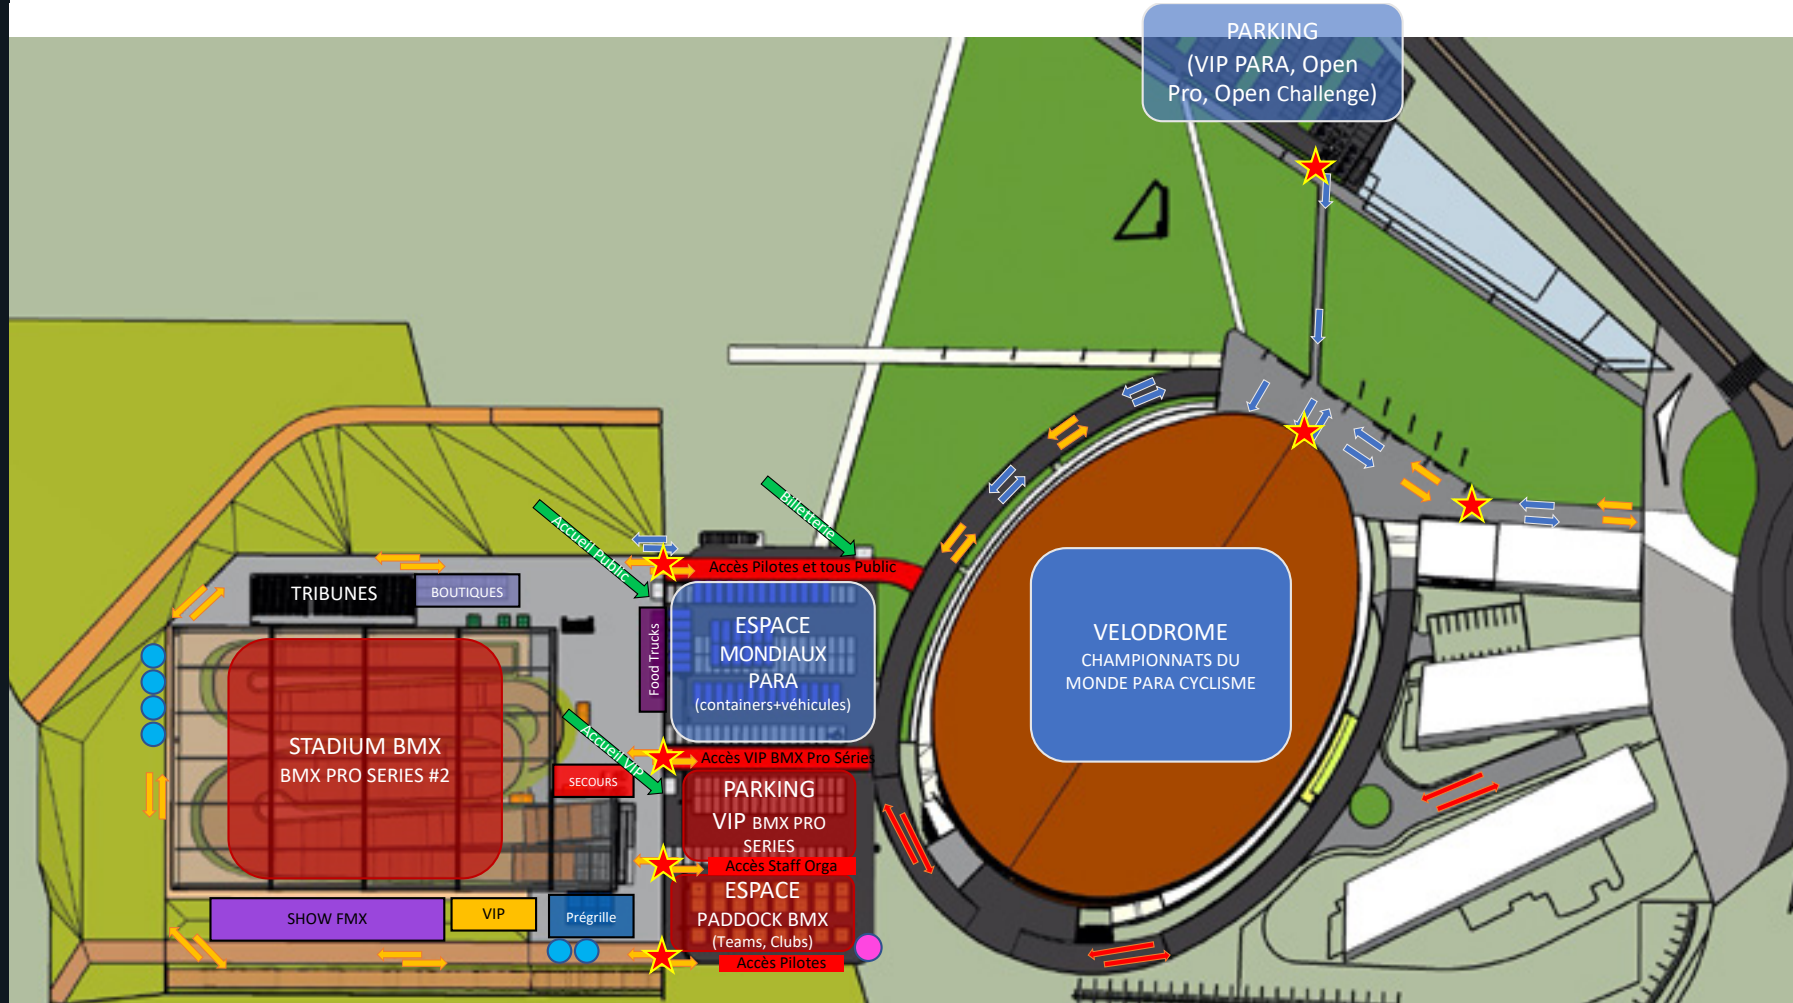 PARKING
(VIP PARA, Open
Pro, Open Challenge)
Billetterie
Accueil Public
Accès Pilotes et tous Public
TRIBUNES
BOUTIQUES
Food Trucks
ESPACE
MONDIAUX
PARA
(containers+véhicules)
VELODROME
CHAMPIONNATS DU
MONDE PARA CYCLISME
STADIUM BMX
BMX PRO SERIES #2
Accueil VIP
SECOURS
Accès VIP BMX Pro Série
PARKING
VIP BMX PRO
SERIES
Accès Staff Orga
ESPACE
PADDOCK BMX
(Teams, Clubs)
Accès Pilotes
SHOW FMX
VIP
Prégrille